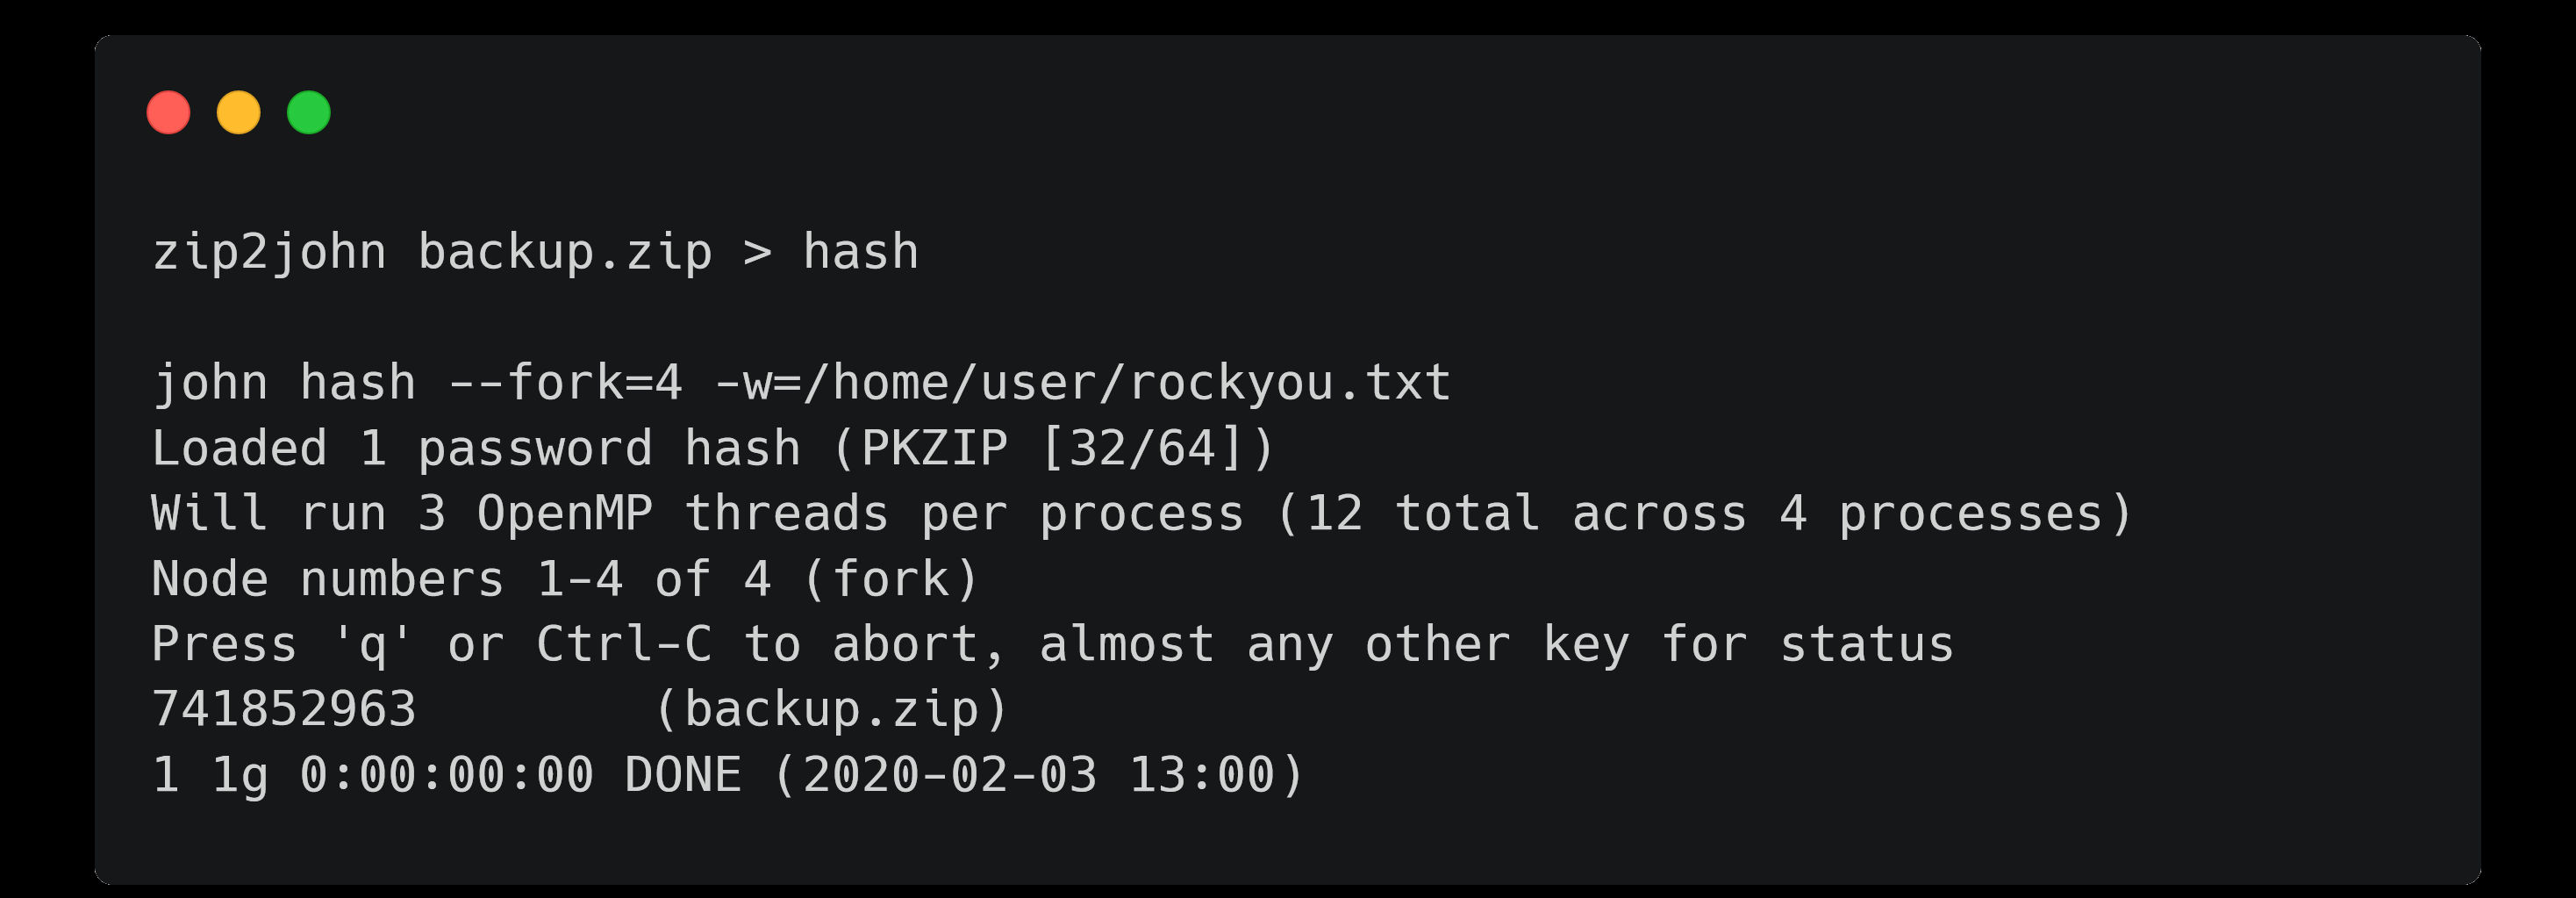 zip2john backup.zip > hash
john hash --fork=4 -w=/home/user/rockyou.txt
Loaded 1 password hash (PKZIP [32/64])
Will run 3 OpenMP threads per process (12 total across 4 processes)
Node numbers 1-4 of 4 (fork)
Press 'q' or Ctrl-C to abort, almost any other key for status
741852963        (backup.zip)
1 1g 0:00:00:00 DONE (2020-02-03 13:00)